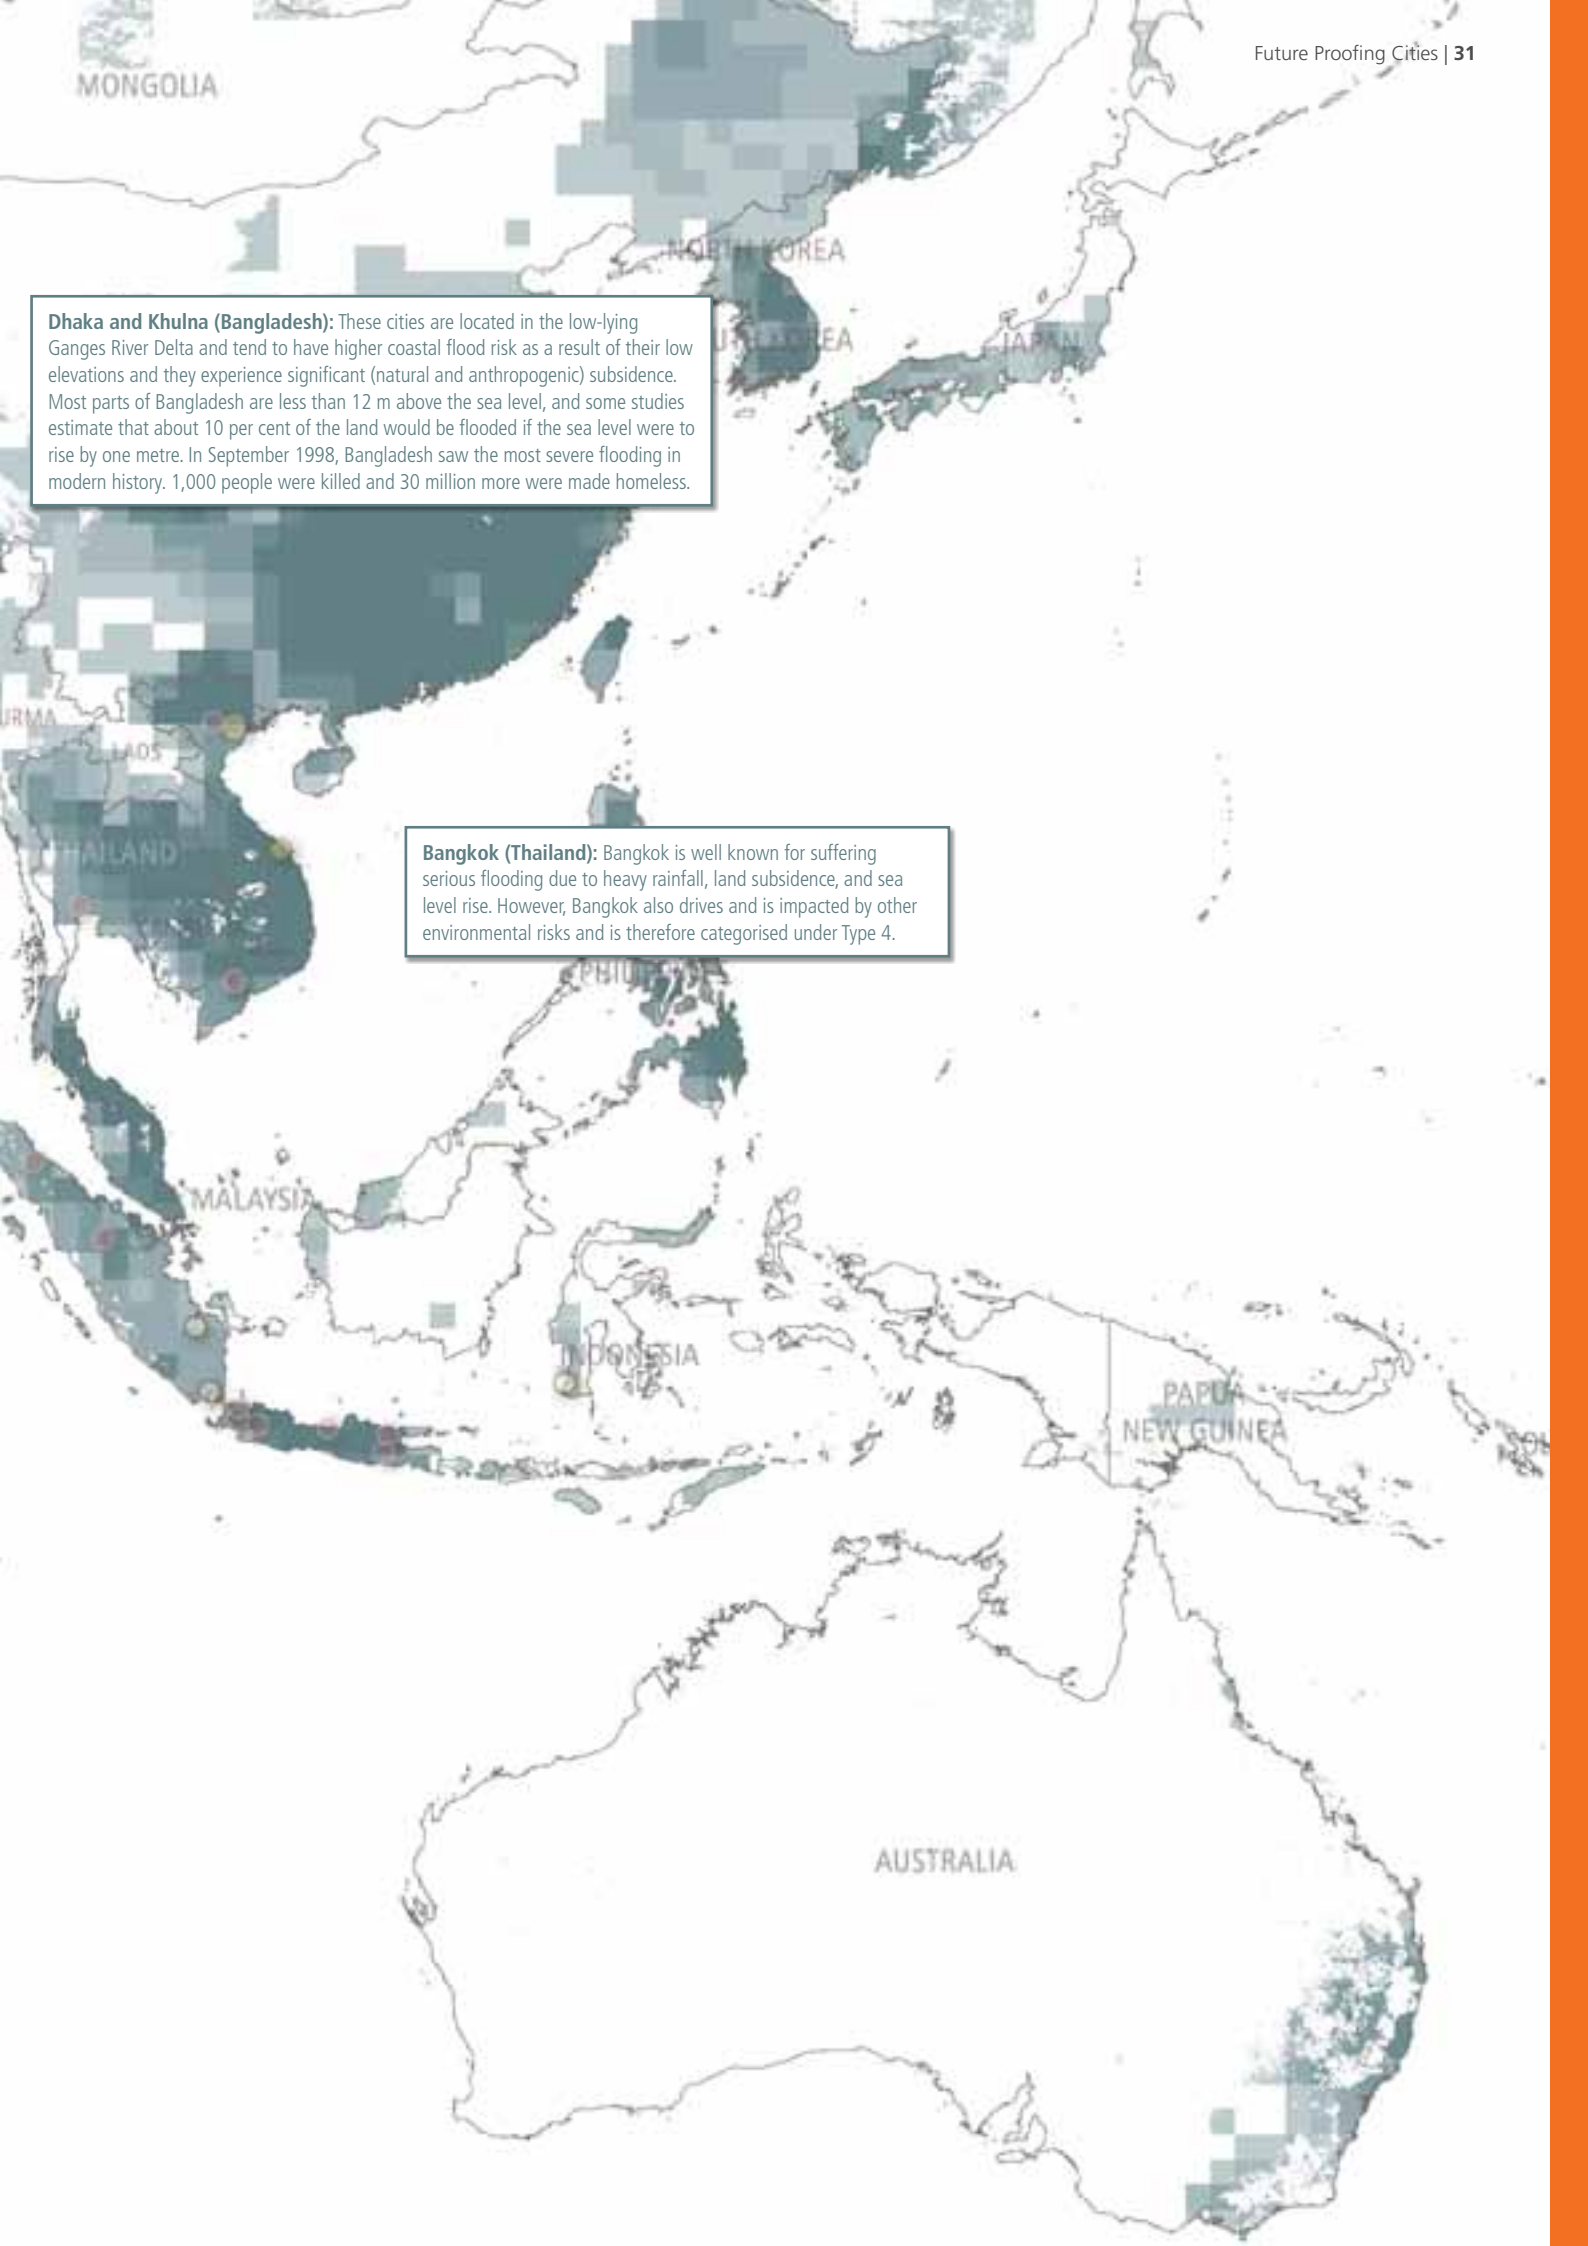 Future Proofing Cities | 31
MONGOLIA
NORTH KOREA
Dhaka and Khulna (Bangladesh): These cities are located in the low-lying
Ganges River Delta and tend to have higher coastal flood risk as a result of their low
elevations and they experience significant (natural and anthropogenic) subsidence.
Most parts of Bangladesh are less than 12 m above the sea level, and some studies
estimate that about 10 per cent of the land would be flooded if the sea level were to
rise by one metre. In September 1998, Bangladesh saw the most severe flooding in
modern history. 1,000 people were killed and 30 million more were made homeless.
JAPAN
URMA
LAOS
THAILAND
Bangkok (Thailand): Bangkok is well known for suffering
serious flooding due to heavy rainfall, land subsidence, and sea
level rise. However, Bangkok also drives and is impacted by other
environmental risks and is therefore categorised under Type 4.
MALAYSIA
INDONESIA
PAPUA
NEW GUINEA
AUSTRALIA